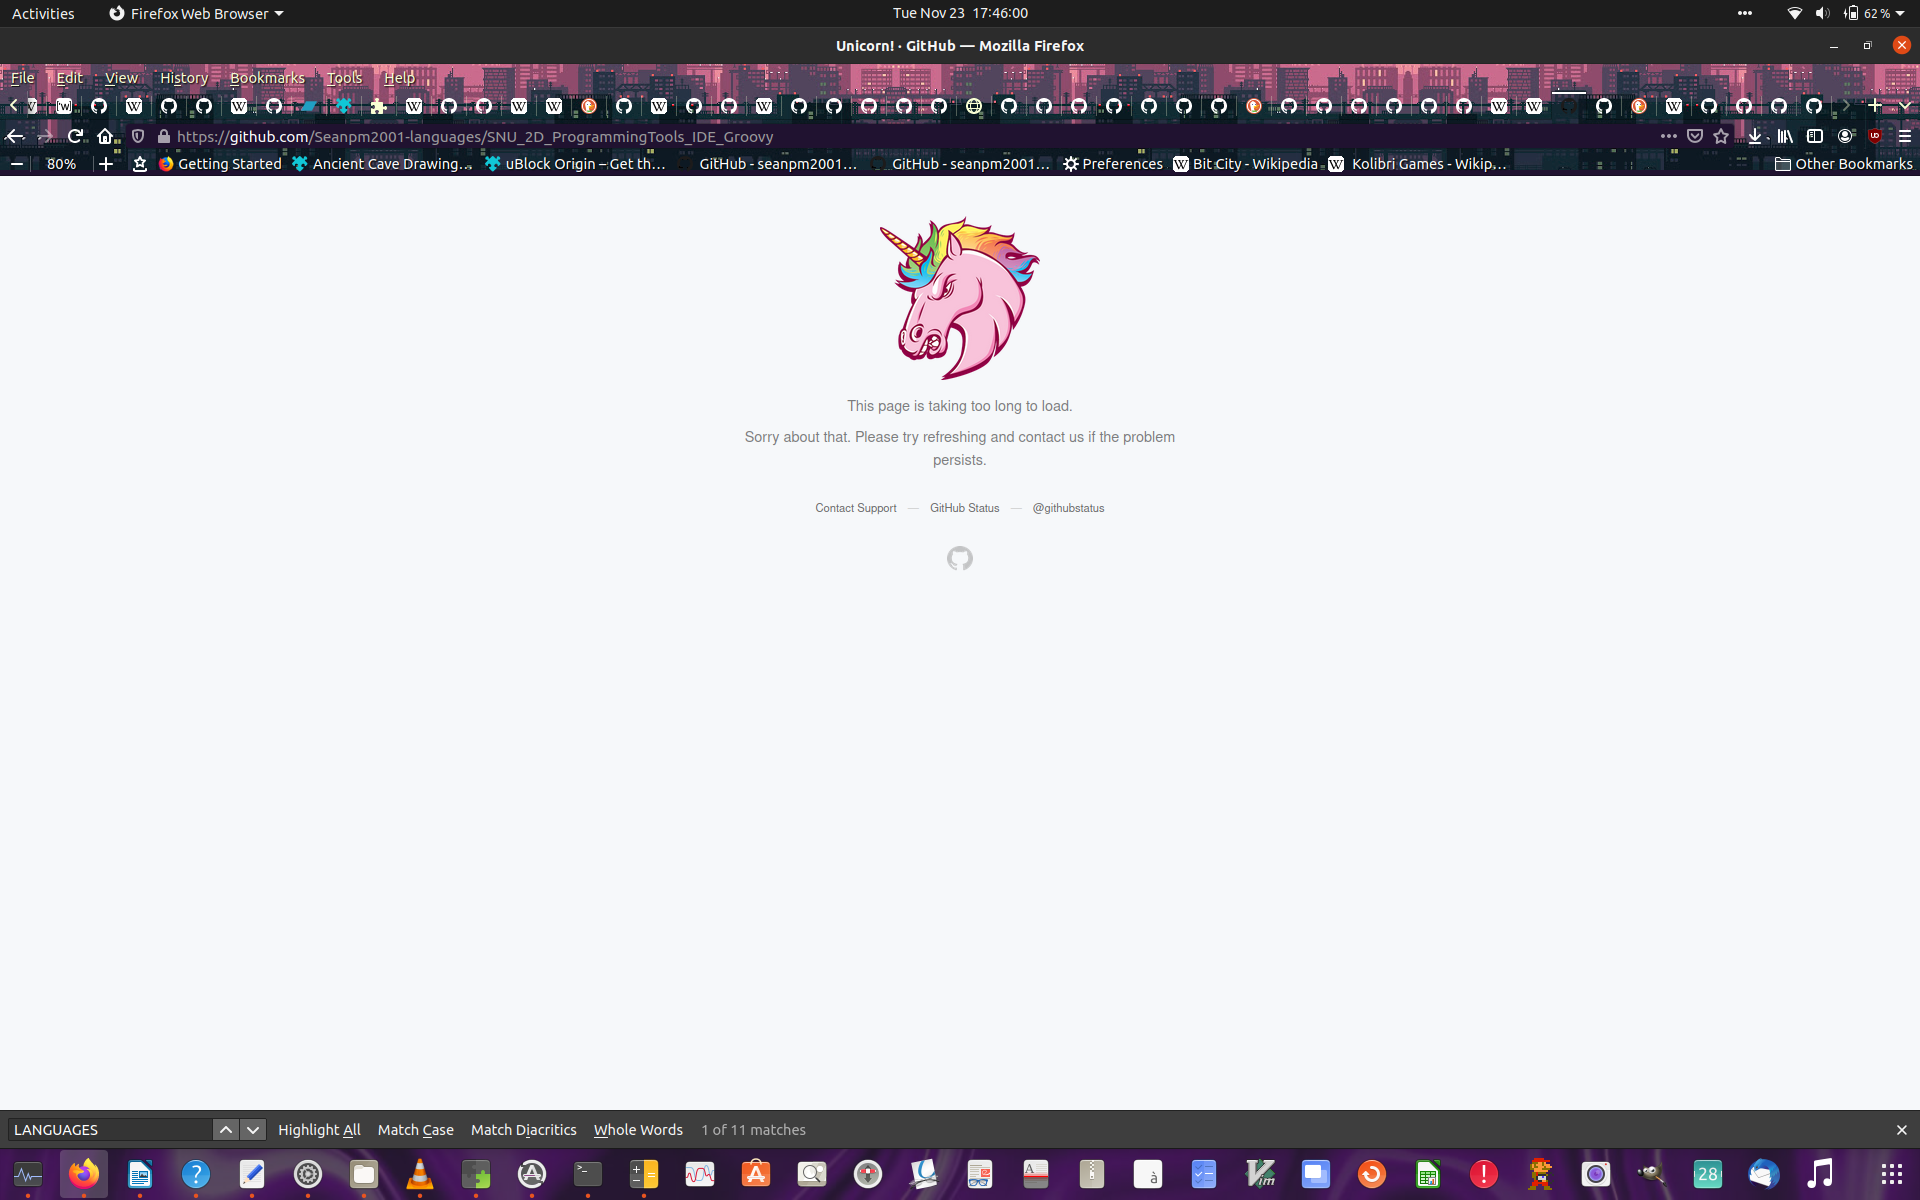 Activities Firefox Web Browser Tue Nov 23 17:46:00 62 %
Unicorn! · GitHub — Mozilla Firefox
File Edit View History Bookmarks Tools Help
https://github.com/Seanpm2001-languages/SNU_2D_ProgrammingTools_IDE_Groovy
80% Getting Started Ancient Cave Drawing… uBlock Origin – Get th… GitHub - seanpm2001… GitHub - seanpm2001… Preferences Bit City - Wikipedia Kolibri Games - Wikip… Other Bookmarks
This page is taking too long to load.
Sorry about that. Please try refreshing and contact us if the problem
persists.
Contact Support — GitHub Status — @githubstatus
LANGUAGES Highlight All Match Case Match Diacritics Whole Words 1 of 11 matches
28